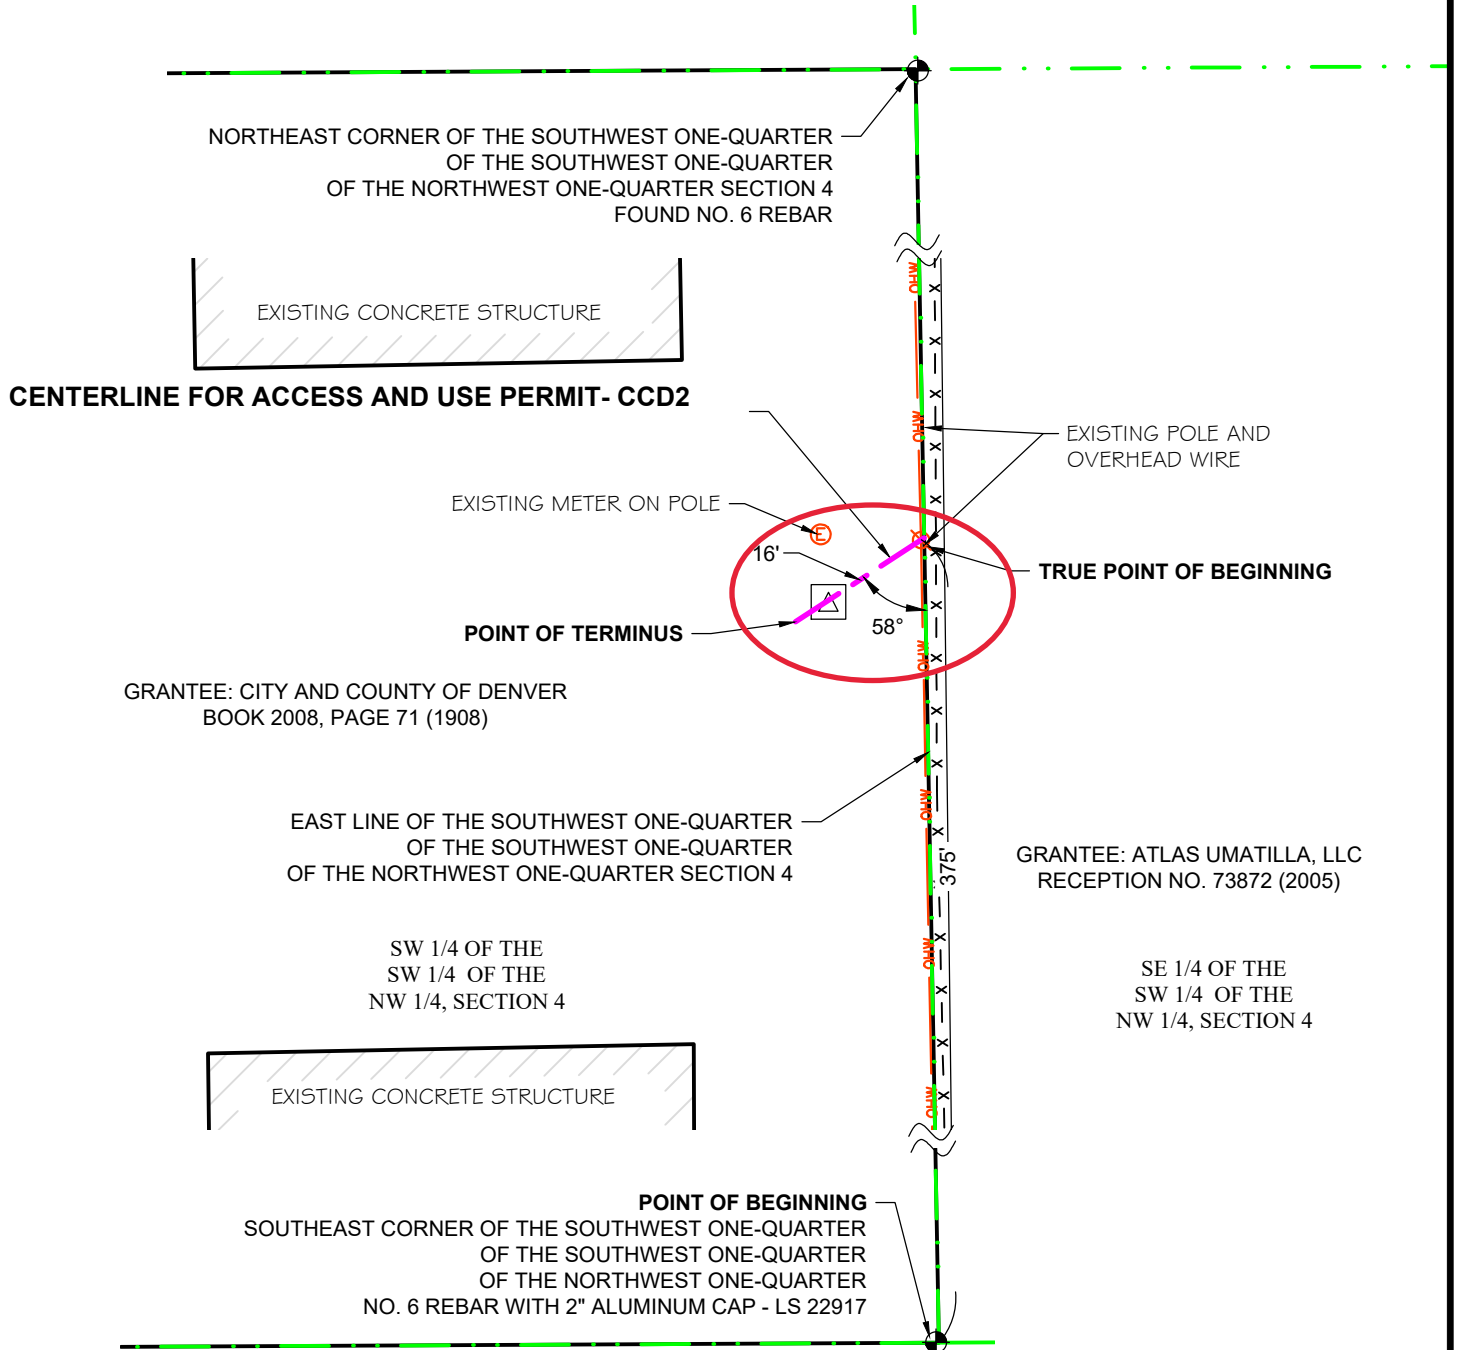 NORTHEAST CORNER OF THE SOUTHWEST ONE-QUARTER
OF THE SOUTHWEST ONE-QUARTER
OF THE NORTHWEST ONE-QUARTER SECTION 4
FOUND NO. 6 REBAR
OHW
EXISTING CONCRETE STRUCTURE
CENTERLINE FOR ACCESS AND USE PERMIT- CCD2
OHW
EXISTING POLE AND
OVERHEAD WIRE
EXISTING METER ON POLE
E
16'
TRUE POINT OF BEGINNING
58°
POINT OF TERMINUS
OHW
GRANTEE: CITY AND COUNTY OF DENVER
BOOK 2008, PAGE 71 (1908)
OHW
EAST LINE OF THE SOUTHWEST ONE-QUARTER
OF THE SOUTHWEST ONE-QUARTER
OF THE NORTHWEST ONE-QUARTER SECTION 4
375'
GRANTEE: ATLAS UMATILLA, LLC
RECEPTION NO. 73872 (2005)
OHW
SW 1/4 OF THE
SW 1/4 OF THE
NW 1/4, SECTION 4
SE 1/4 OF THE
SW 1/4 OF THE
NW 1/4, SECTION 4
EXISTING CONCRETE STRUCTURE
OHW
POINT OF BEGINNING
SOUTHEAST CORNER OF THE SOUTHWEST ONE-QUARTER
OF THE SOUTHWEST ONE-QUARTER
OF THE NORTHWEST ONE-QUARTER
NO. 6 REBAR WITH 2" ALUMINUM CAP - LS 22917